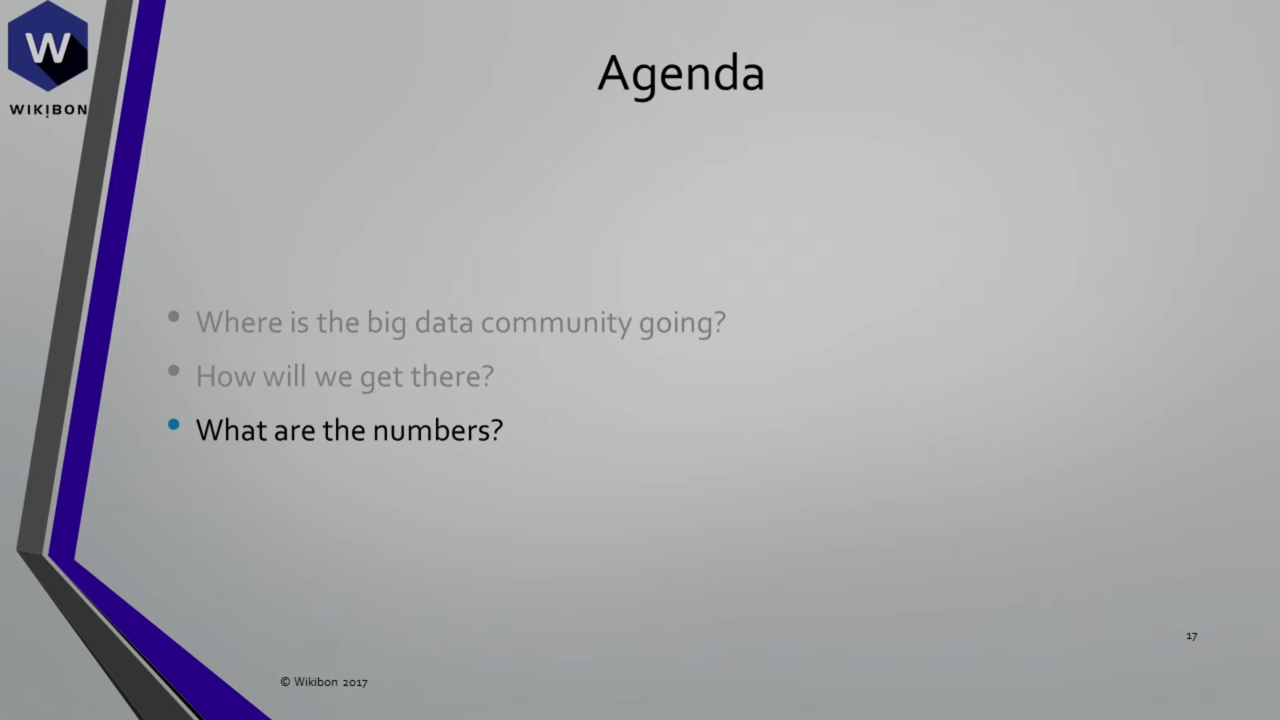 W
WIKIBON
Agenda
• Where is the big data community going?
• How will we get there?
• What are the numbers?
17
© Wikibon 2017